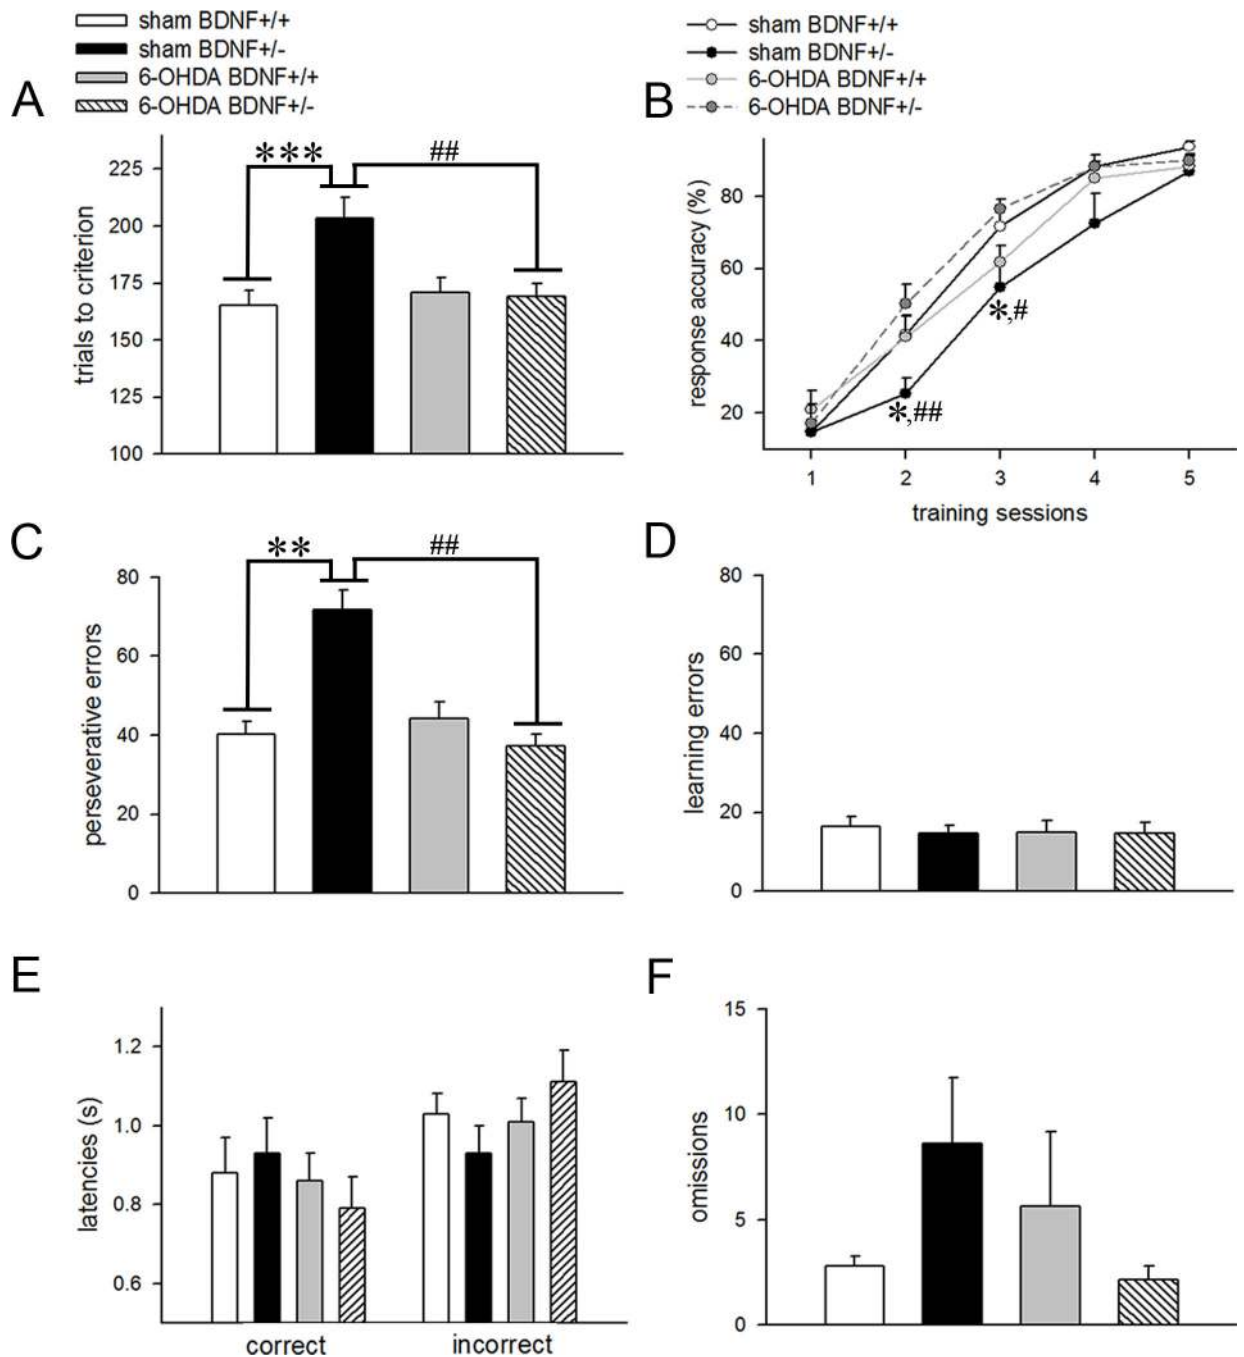 sham BDNF+/+
sham BDNF+/-
6-OHDA BDNF+/+
6-OHDA BDNF+/-
A
***
##
225
200
175
150
125
100
trials to criterion
sham BDNF+/+
sham BDNF+/-
6-OHDA BDNF+/+
6-OHDA BDNF+/-
B
80
60
40
20
response accuracy (%)
*,#
*,##
1 2 3 4 5
training sessions
C
**
##
80
60
40
20
0
perseverative errors
D
80
60
40
20
0
learning errors
E
1.2
1.0
0.8
0.6
latencies (s)
correct incorrect
F
15
10
5
0
omissions